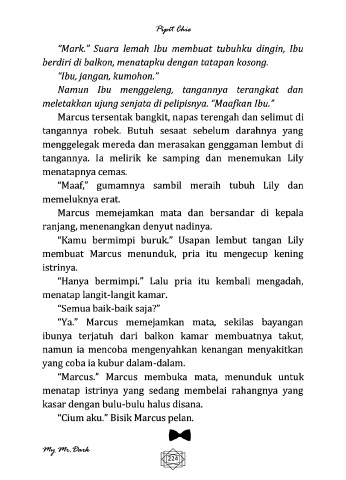 Pipit Chie
“Mark.” Suara lemah Ibu membuat tubuhku dingin, Ibu
berdiri di balkon, menatapku dengan tatapan kosong.
“Ibu, jangan, kumohon.”
Namun Ibu menggeleng, tangannya terangkat dan
meletakkan ujung senjata di pelipisnya. “Maafkan Ibu.”
Marcus tersentak bangkit, napas terengah dan selimut di
tangannya robek. Butuh sesaat sebelum darahnya yang
menggelegak mereda dan merasakan genggaman lembut di
tangannya. Ia melirik ke samping dan menemukan Lily
menatapnya cemas.
“Maaf,” gumamnya sambil meraih tubuh Lily dan
memeluknya erat.
Marcus memejamkan mata dan bersandar di kepala
ranjang, menenangkan denyut nadinya.
“Kamu bermimpi buruk.” Usapan lembut tangan Lily
membuat Marcus menunduk, pria itu mengecup kening
istrinya.
“Hanya bermimpi.” Lalu pria itu kembali mengadah,
menatap langit-langit kamar.
“Semua baik-baik saja?”
“Ya.” Marcus memejamkan mata, sekilas bayangan
ibunya terjatuh dari balkon kamar membuatnya takut,
namun ia mencoba mengenyahkan kenangan menyakitkan
yang coba ia kubur dalam-dalam.
“Marcus.” Marcus membuka mata, menunduk untuk
menatap istrinya yang sedang membelai rahangnya yang
kasar dengan bulu-bulu halus disana.
“Cium aku.” Bisik Marcus pelan.
My Mr. Dark
224